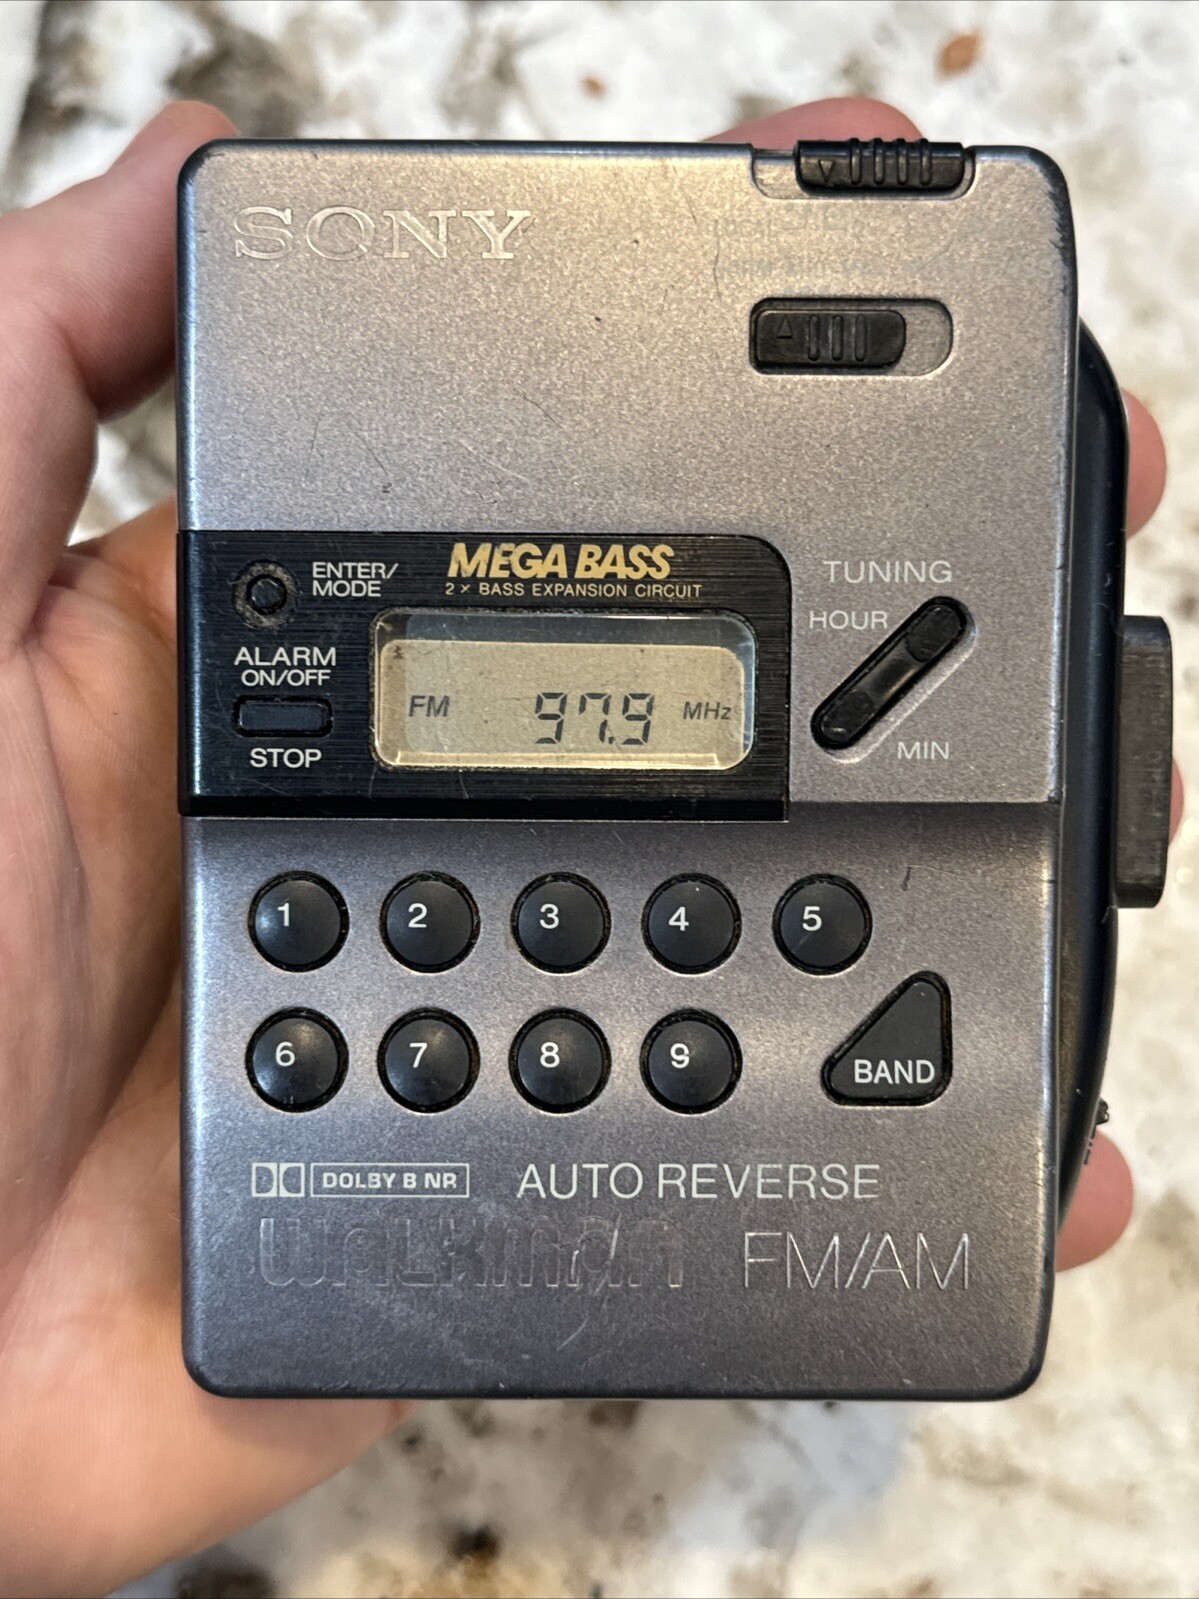 SONY
MEGA BASS
2 × BASS EXPANSION CIRCUIT
ENTER/
MODE
ALARM
ON/OFF
STOP
FM 97.9 MHz
TUNING
HOUR
MIN
1 2 3 4 5
6 7 8 9
BAND
DOLBY B NR AUTO REVERSE
WALKMAN FM/AM